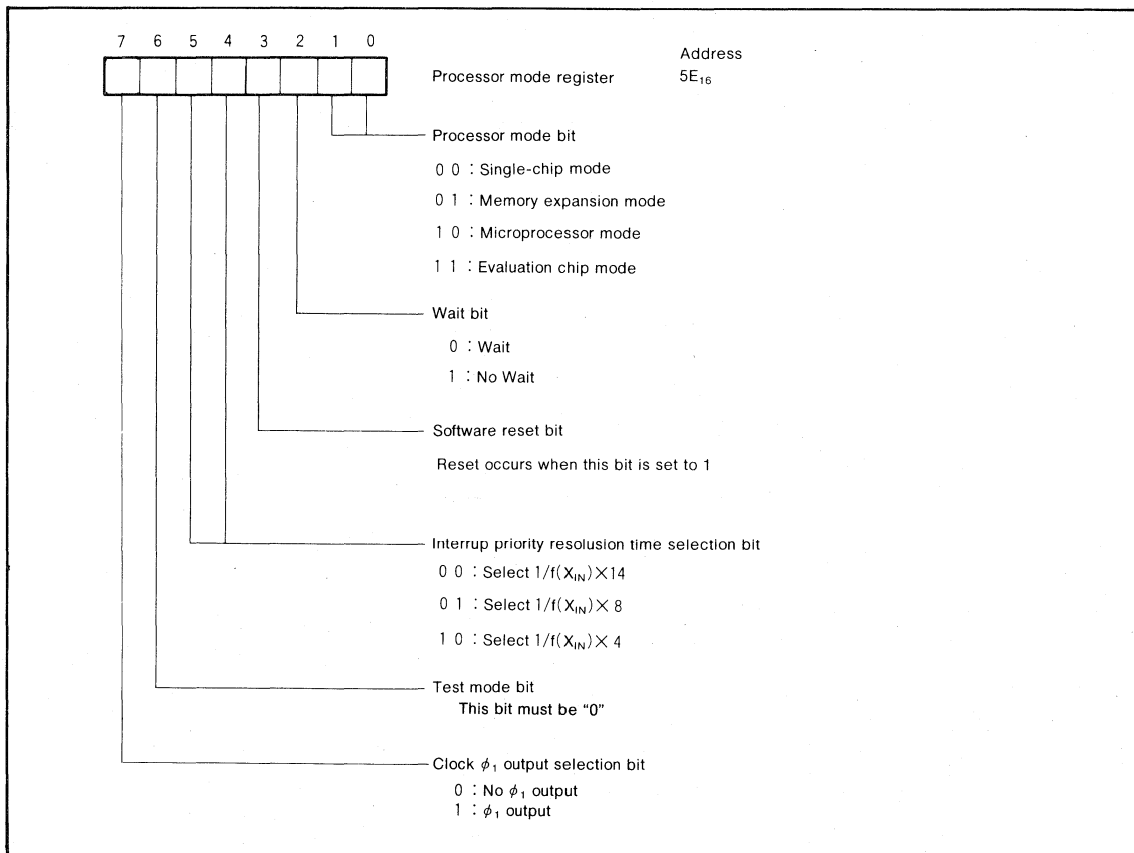 7 6 5 4 3 2 1 0
Address
Processor mode register 5E₁₆
Processor mode bit
0 0 : Single-chip mode
0 1 : Memory expansion mode
1 0 : Microprocessor mode
1 1 : Evaluation chip mode
Wait bit
0 : Wait
1 : No Wait
Software reset bit
Reset occurs when this bit is set to 1
Interrup priority resolusion time selection bit
0 0 : Select 1/f(X_IN)×14
0 1 : Select 1/f(X_IN)× 8
1 0 : Select 1/f(X_IN)× 4
Test mode bit
This bit must be “0”
Clock ϕ₁ output selection bit
0 : No ϕ₁ output
1 : ϕ₁ output